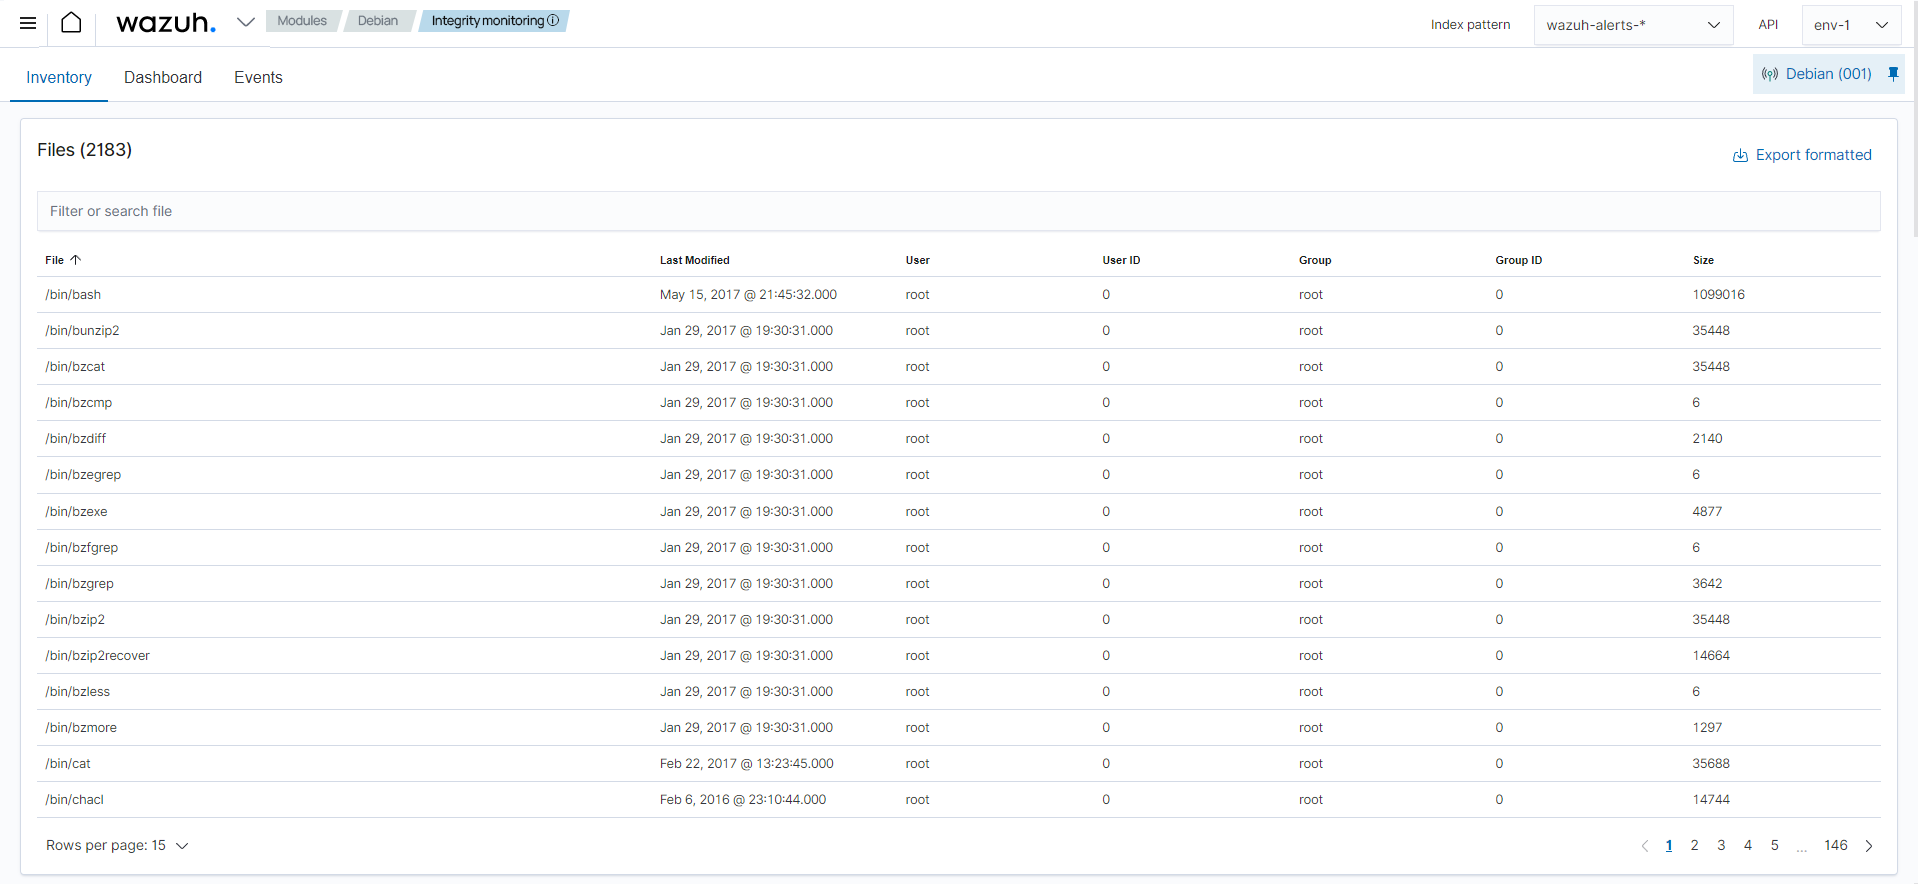 wazuh. Modules Debian Integrity monitoring Index pattern wazuh-alerts-* API env-1
Inventory Dashboard Events Debian (001)
Files (2183)
Export formatted
Filter or search file
File Last Modified User User ID Group Group ID Size
/bin/bash May 15, 2017 @ 21:45:32.000 root 0 root 0 1099016
/bin/bunzip2 Jan 29, 2017 @ 19:30:31.000 root 0 root 0 35448
/bin/bzcat Jan 29, 2017 @ 19:30:31.000 root 0 root 0 35448
/bin/bzcmp Jan 29, 2017 @ 19:30:31.000 root 0 root 0 6
/bin/bzdiff Jan 29, 2017 @ 19:30:31.000 root 0 root 0 2140
/bin/bzegrep Jan 29, 2017 @ 19:30:31.000 root 0 root 0 6
/bin/bzexe Jan 29, 2017 @ 19:30:31.000 root 0 root 0 4877
/bin/bzfgrep Jan 29, 2017 @ 19:30:31.000 root 0 root 0 6
/bin/bzgrep Jan 29, 2017 @ 19:30:31.000 root 0 root 0 3642
/bin/bzip2 Jan 29, 2017 @ 19:30:31.000 root 0 root 0 35448
/bin/bzip2recover Jan 29, 2017 @ 19:30:31.000 root 0 root 0 14664
/bin/bzless Jan 29, 2017 @ 19:30:31.000 root 0 root 0 6
/bin/bzmore Jan 29, 2017 @ 19:30:31.000 root 0 root 0 1297
/bin/cat Feb 22, 2017 @ 13:23:45.000 root 0 root 0 35688
/bin/chacl Feb 6, 2016 @ 23:10:44.000 root 0 root 0 14744
Rows per page: 15 1 2 3 4 5 ... 146